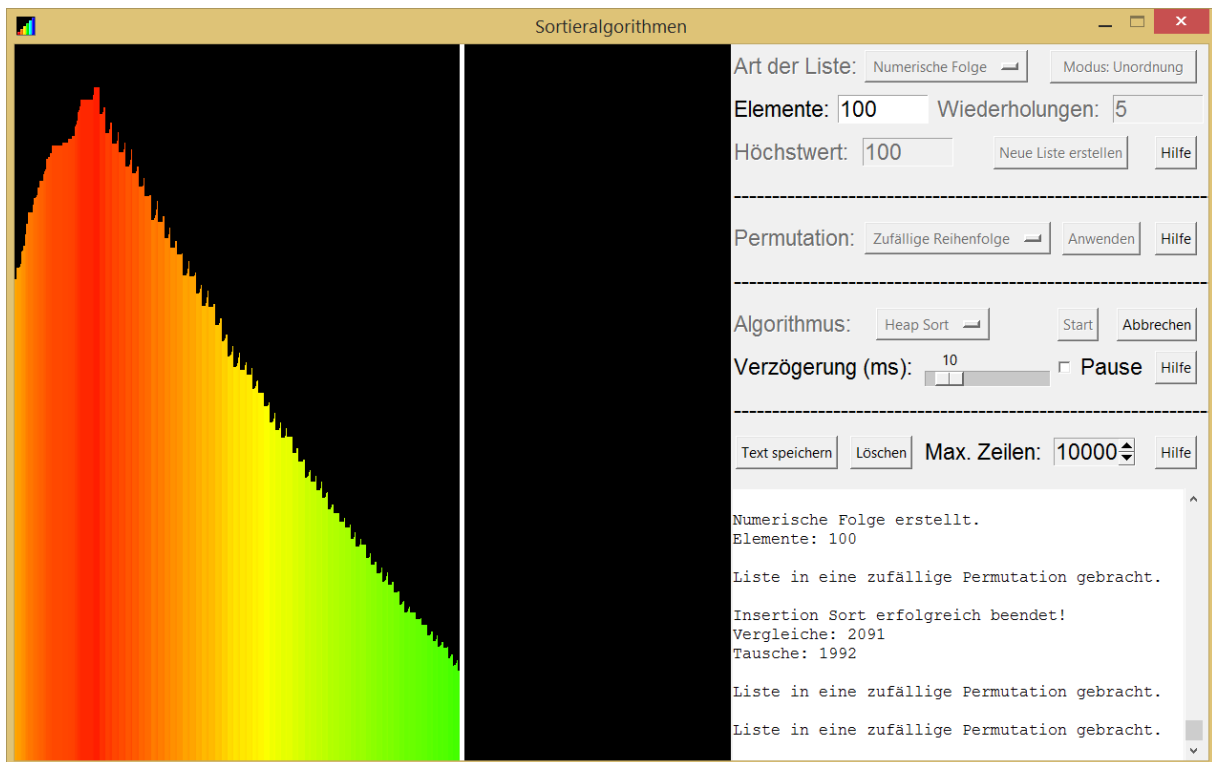 Sortieralgorithmen
Art der Liste: Numerische Folge Modus: Unordnung
Elemente: 100 Wiederholungen: 5
Höchstwert: 100 Neue Liste erstellen Hilfe
------------------------------------------------------------
Permutation: Zufällige Reihenfolge Anwenden Hilfe
------------------------------------------------------------
Algorithmus: Heap Sort Start Abbrechen
Verzögerung (ms): 10 Pause Hilfe
------------------------------------------------------------
Text speichern Löschen Max. Zeilen: 10000 Hilfe
Numerische Folge erstellt.
Elemente: 100
Liste in eine zufällige Permutation gebracht.
Insertion Sort erfolgreich beendet!
Vergleiche: 2091
Tausche: 1992
Liste in eine zufällige Permutation gebracht.
Liste in eine zufällige Permutation gebracht.